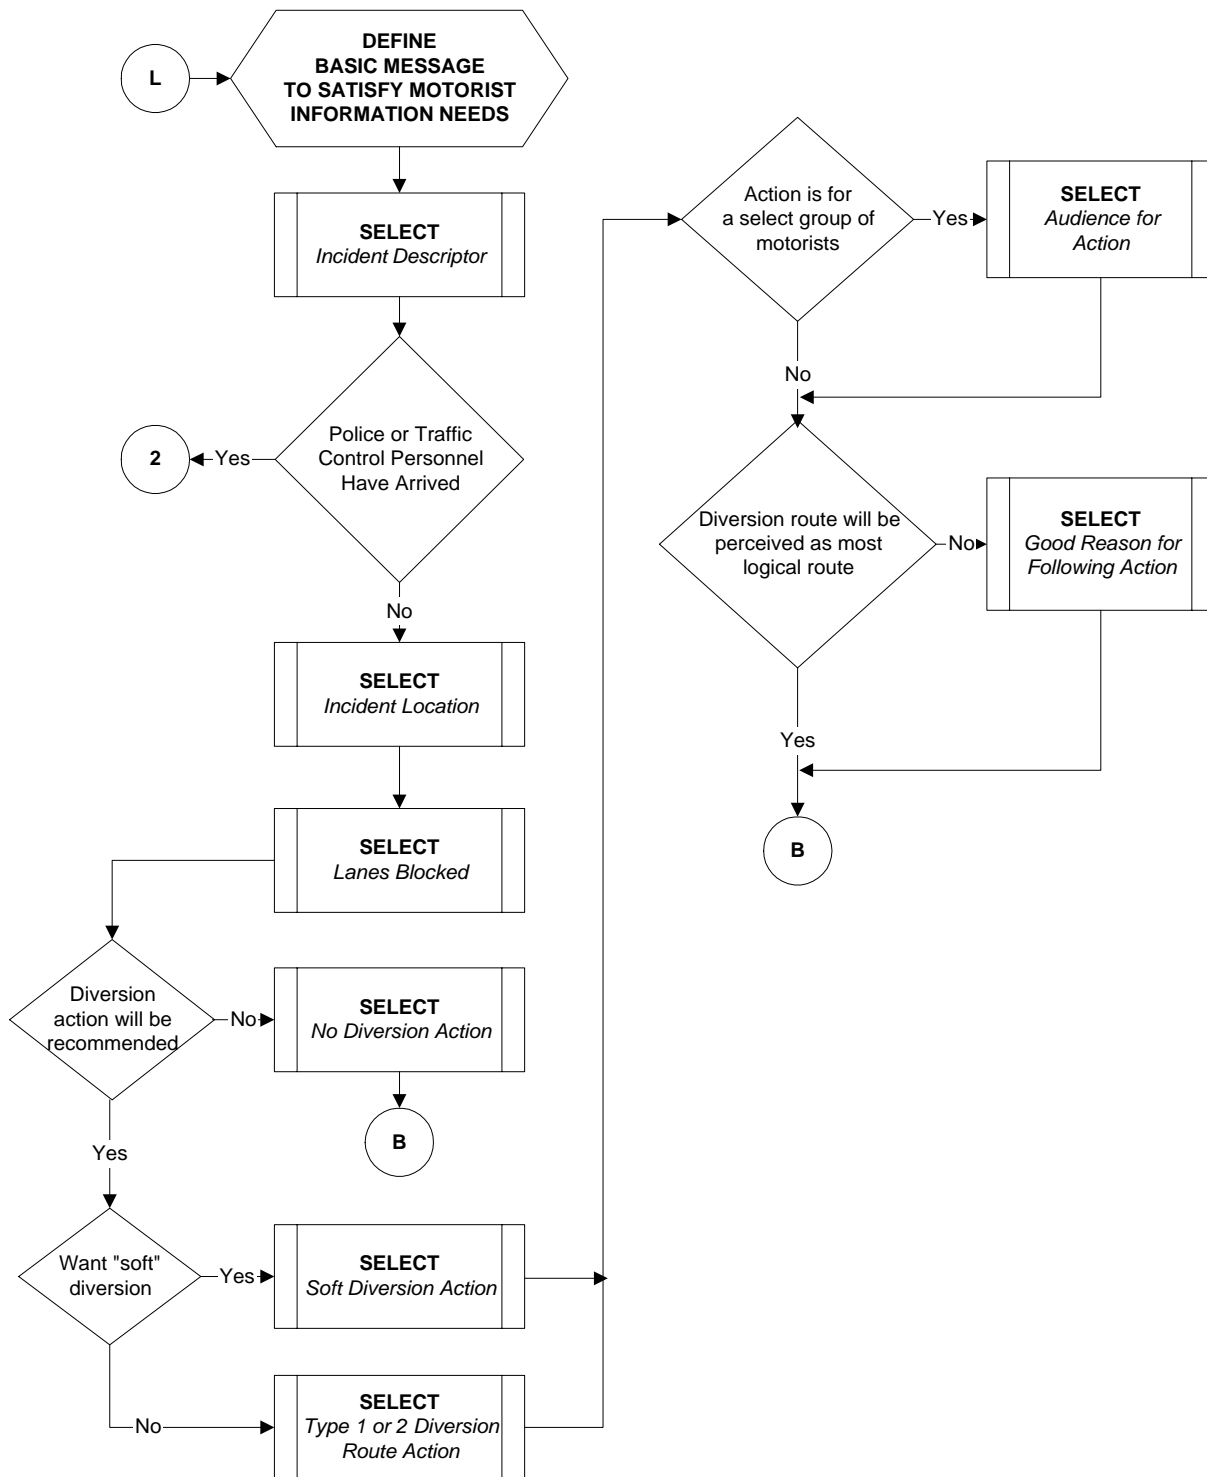 L
DEFINE
BASIC MESSAGE
TO SATISFY MOTORIST
INFORMATION NEEDS
SELECT
Incident Descriptor
Police or Traffic
Control Personnel
Have Arrived
Yes
2
No
SELECT
Incident Location
SELECT
Lanes Blocked
Diversion
action will be
recommended
No
SELECT
No Diversion Action
B
Yes
Want "soft"
diversion
Yes
SELECT
Soft Diversion Action
No
SELECT
Type 1 or 2 Diversion
Route Action
Action is for
a select group of
motorists
Yes
SELECT
Audience for
Action
No
Diversion route will be
perceived as most
logical route
No
SELECT
Good Reason for
Following Action
Yes
B